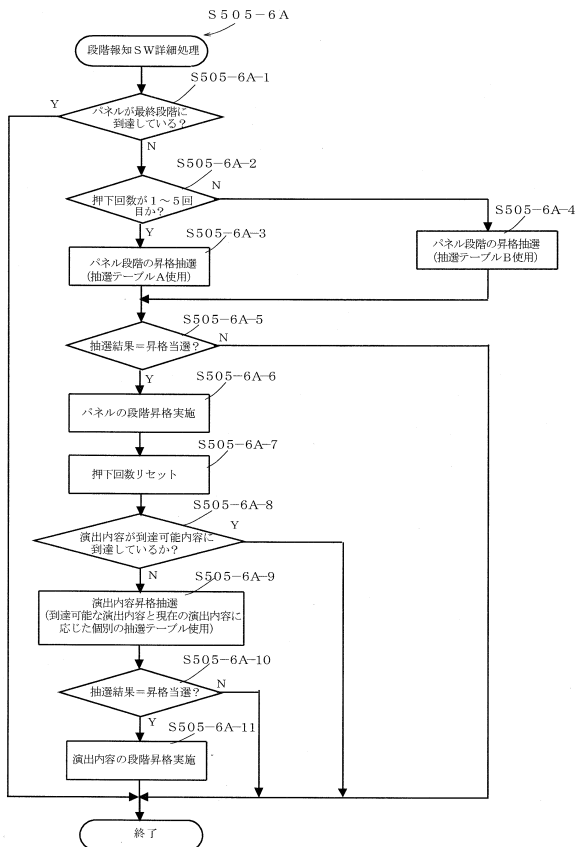 S505-6A
段階報知SW詳細処理
S505-6A-1
Y
パネルが最終段階に
到達している?
N
S505-6A-2
N
押下回数が1~5回
目か?
S505-6A-4
Y
S505-6A-3
パネル段階の昇格抽選
(抽選テーブルA使用)
パネル段階の昇格抽選
(抽選テーブルB使用)
S505-6A-5
N
抽選結果=昇格当選?
Y
S505-6A-6
パネルの段階昇格実施
S505-6A-7
押下回数リセット
S505-6A-8
Y
演出内容が到達可能内容に
到達しているか?
N
S505-6A-9
演出内容昇格抽選
(到達可能な演出内容と現在の演出内容に
応じた個別の抽選テーブル使用)
S505-6A-10
N
抽選結果=昇格当選?
Y
S505-6A-11
演出内容の段階昇格実施
終了